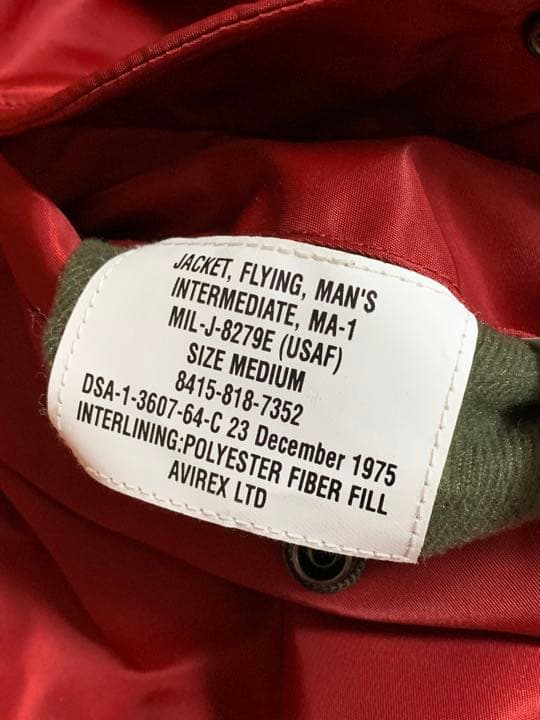 JACKET, FLYING, MAN'S
INTERMEDIATE, MA-1
MIL-J-8279E (USAF)
SIZE MEDIUM
8415-818-7352
DSA-1-3607-64-C 23 December 1975
INTERLINING:POLYESTER FIBER FILL
AVIREX LTD